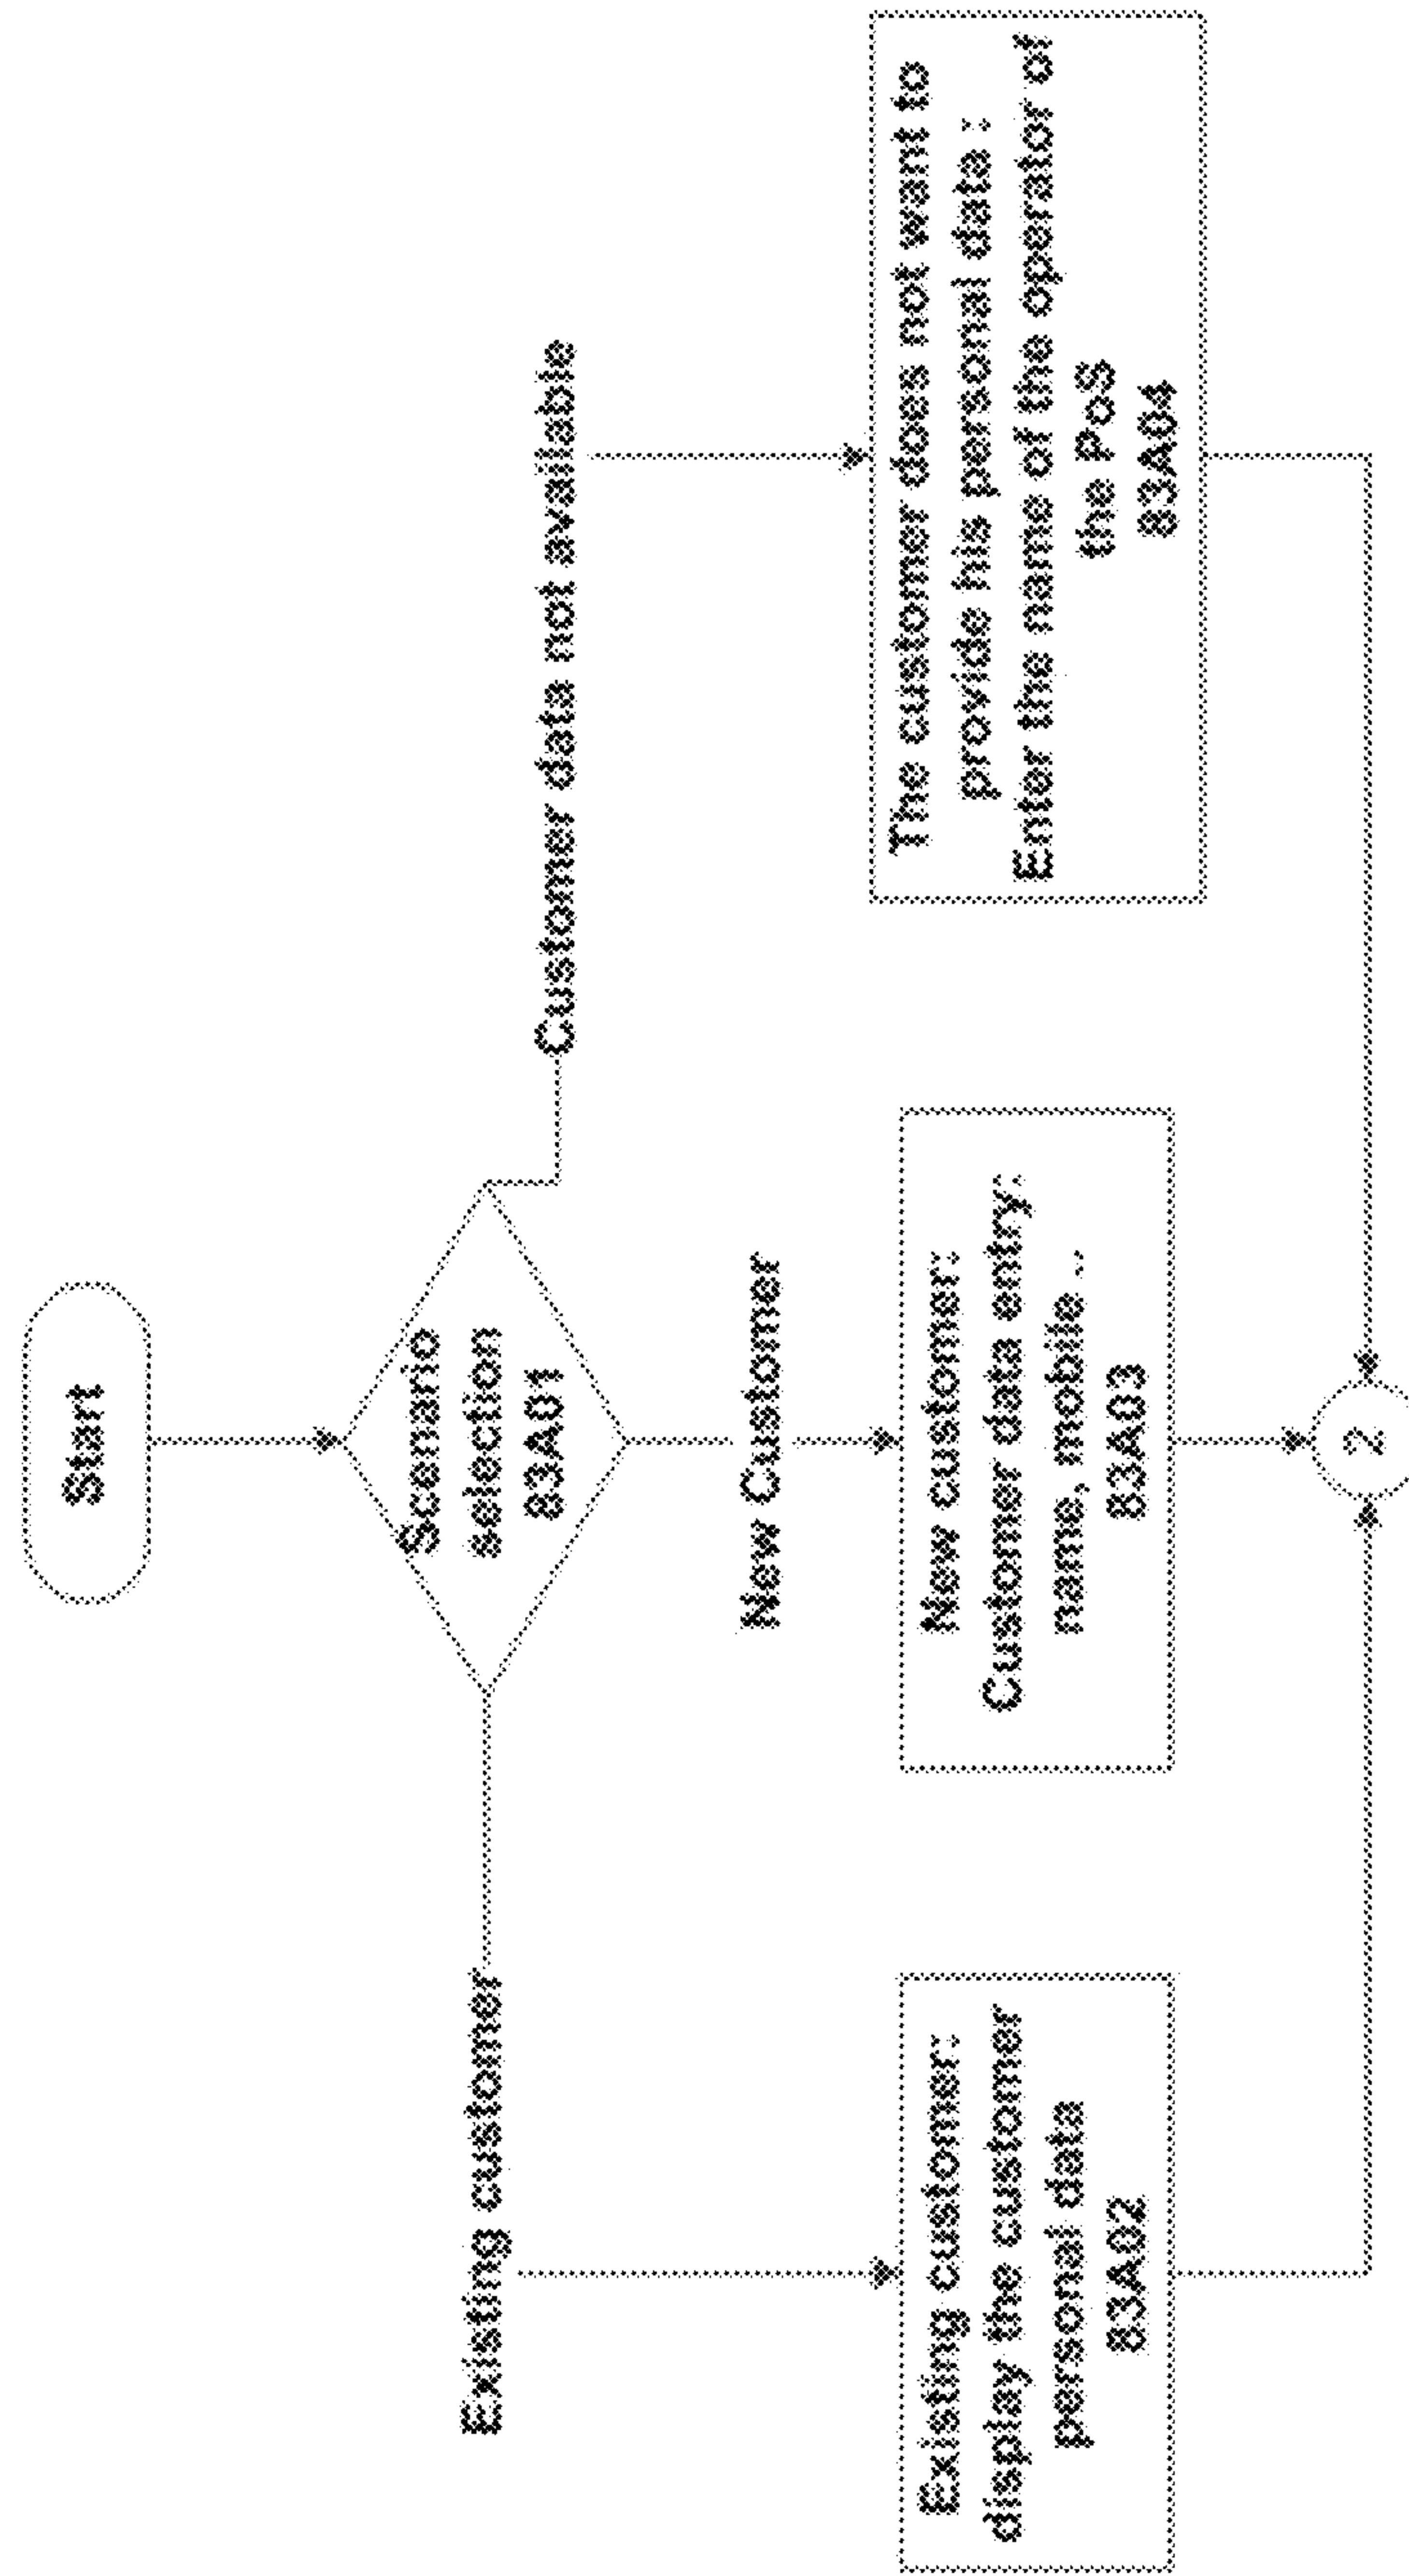 Start
Scenario
selection
83A01
Existing customer
Customer data not available
New Customer
Existing customer:
display the customer
personal data
83A02
New customer:
Customer data entry:
name, mobile ..
83A03
The customer does not want to
provide his personal data :
Enter the name of the operator of
the PoS
83A04
2